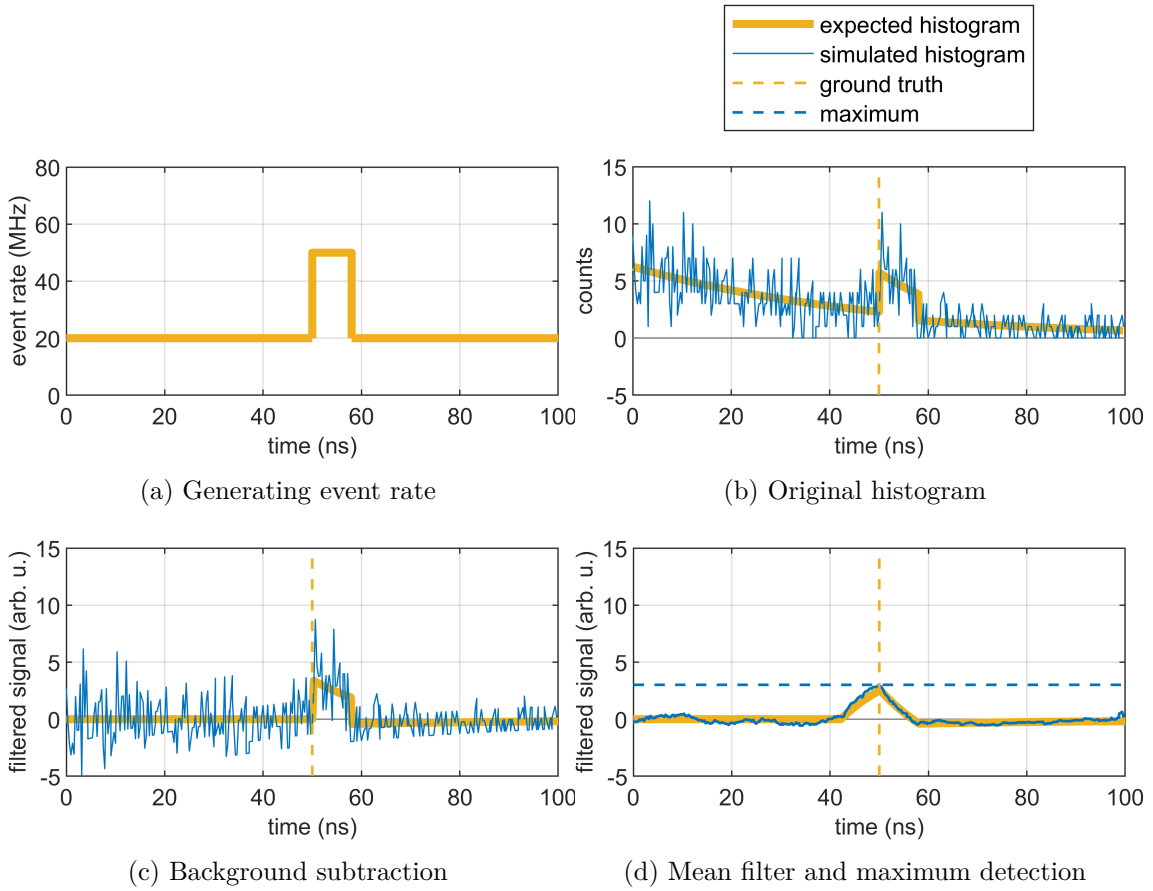 expected histogram
simulated histogram
ground truth
maximum
event rate (MHz)
80
60
40
20
0
0 20 40 60 80 100
time (ns)
(a) Generating event rate
counts
15
10
5
0
-5
0 20 40 60 80 100
time (ns)
(b) Original histogram
filtered signal (arb. u.)
15
10
5
0
-5
0 20 40 60 80 100
time (ns)
(c) Background subtraction
filtered signal (arb. u.)
15
10
5
0
-5
0 20 40 60 80 100
time (ns)
(d) Mean filter and maximum detection